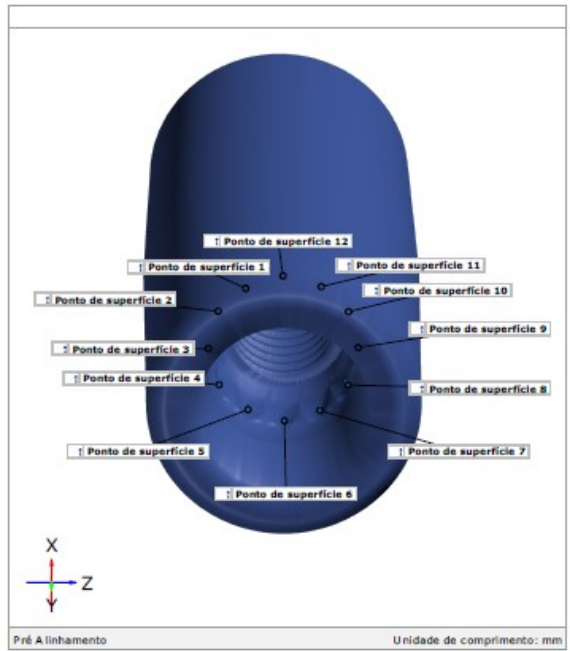 Ponto de superfície 12
Ponto de superfície 1
Ponto de superfície 11
Ponto de superfície 2
Ponto de superfície 10
Ponto de superfície 3
Ponto de superfície 9
Ponto de superfície 4
Ponto de superfície 8
Ponto de superfície 5
Ponto de superfície 7
Ponto de superfície 6
X
Z
Y
Pré Alinhamento
Unidade de comprimento: mm